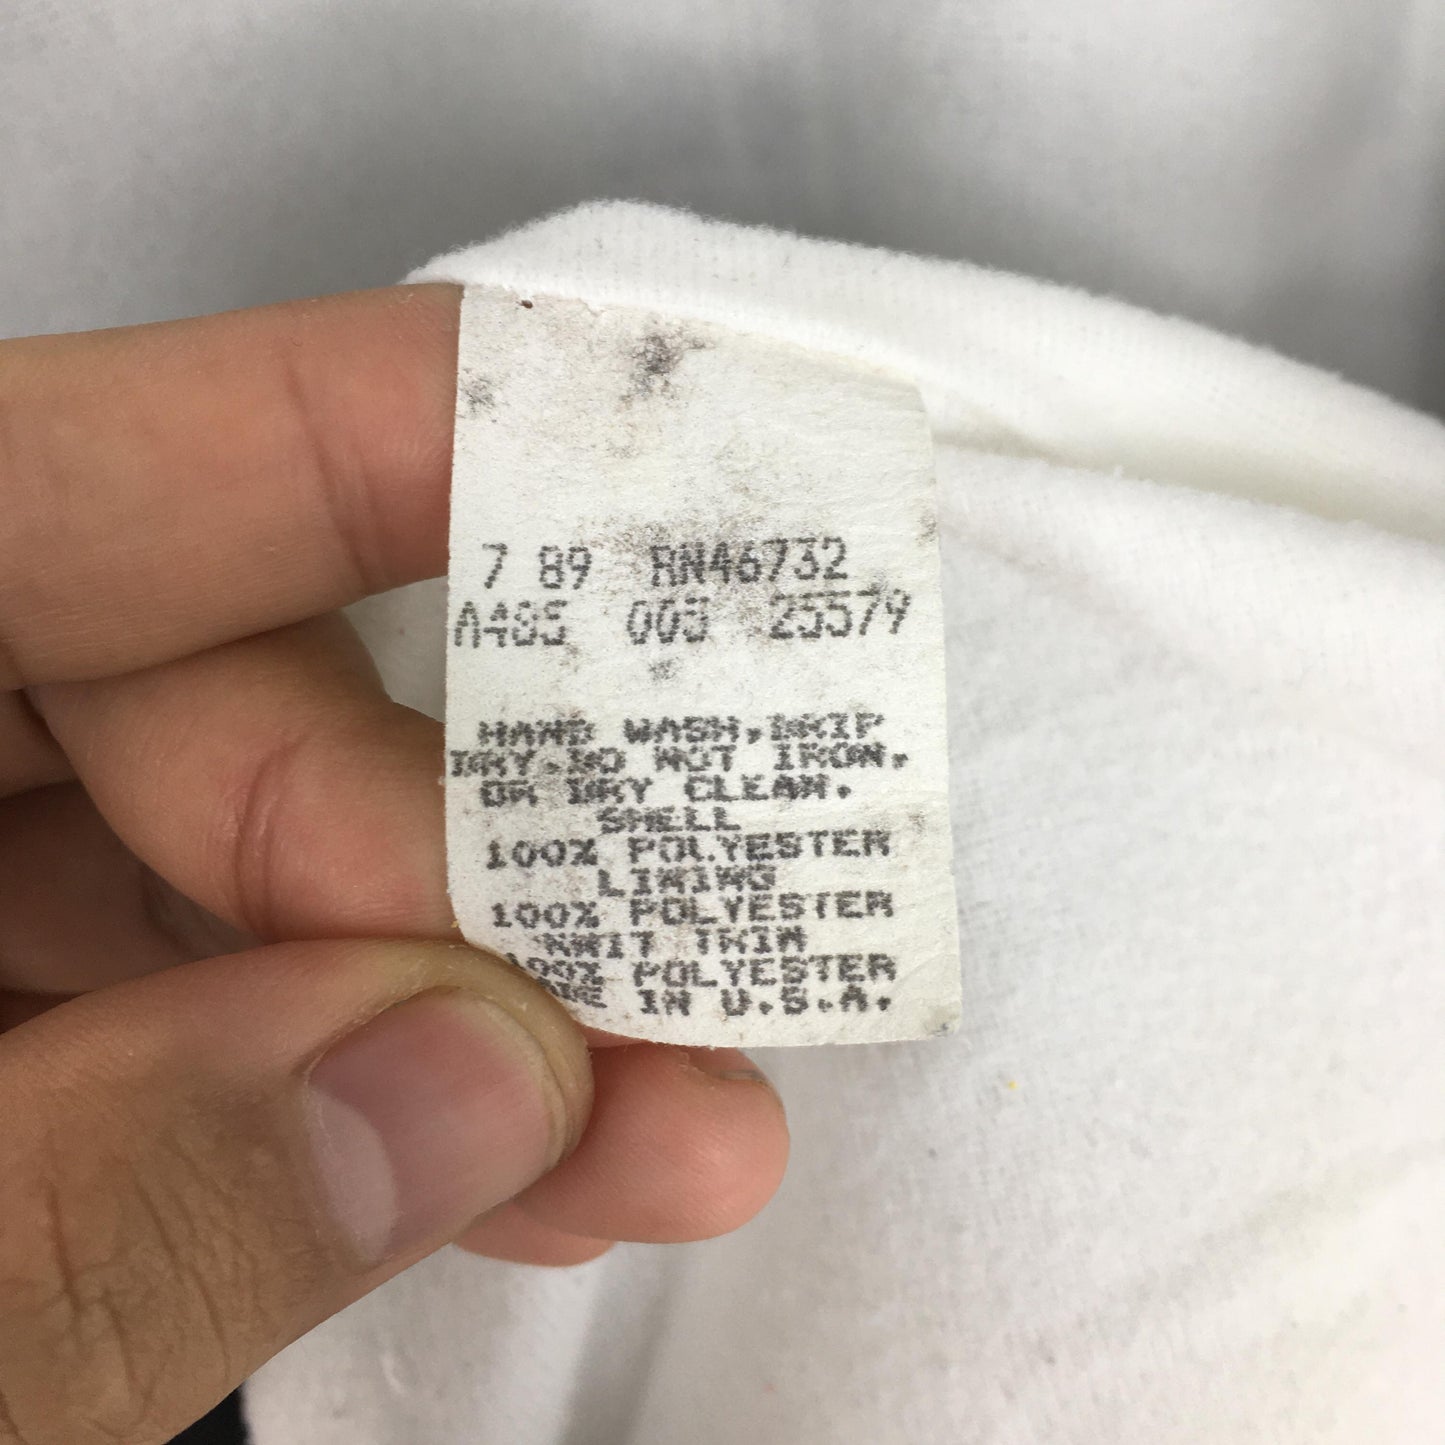 7 89 RN46732
A485 003 25579
HAND WASH, DRIP
DRY. DO NOT IRON.
OR DRY CLEAN.
SHELL
100% POLYESTER
LINING
100% POLYESTER
KNIT TRIM
100% POLYESTER
MADE IN U.S.A.